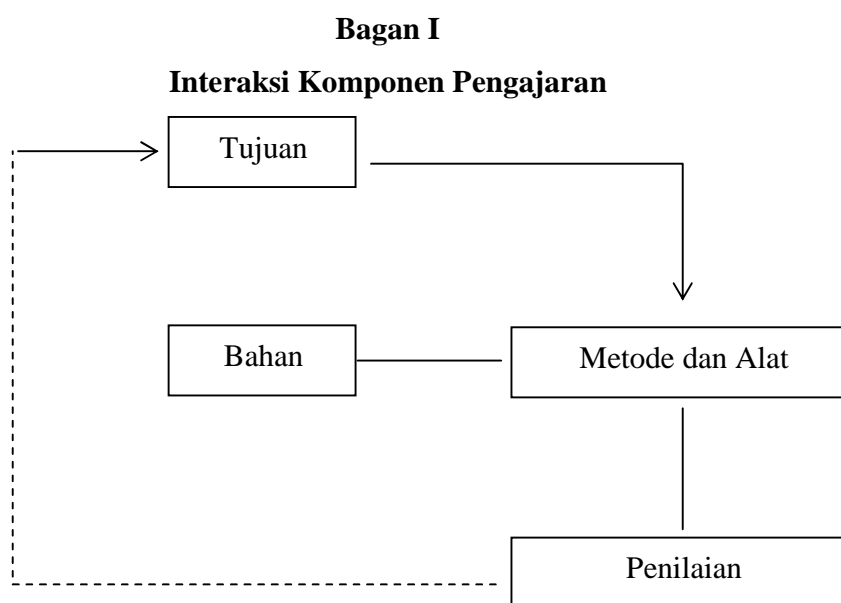 Bagan I
Interaksi Komponen Pengajaran
Tujuan
Bahan
Metode dan Alat
Penilaian